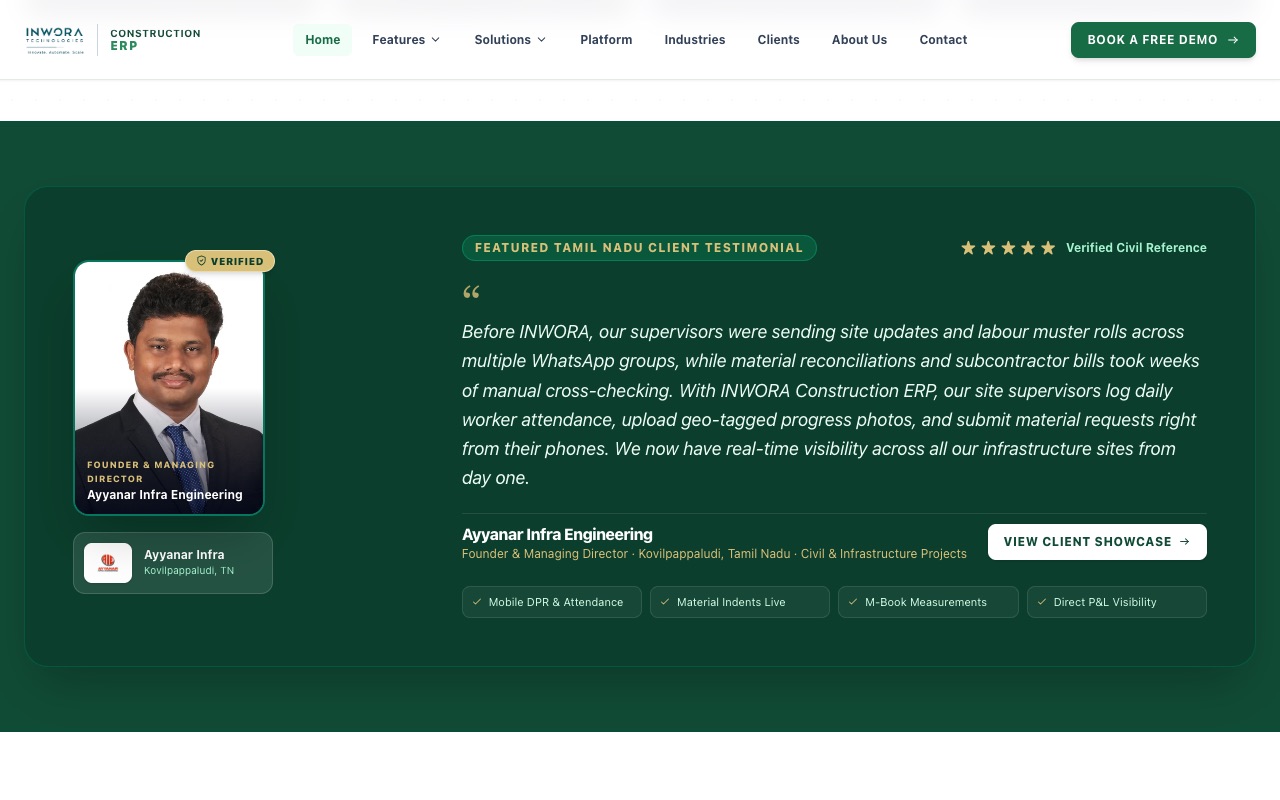 INWORA
TECHNOLOGIES
Innovate. Automate. Scale
CONSTRUCTION
ERP
Home
Features
Solutions
Platform
Industries
Clients
About Us
Contact
BOOK A FREE DEMO →
VERIFIED
FOUNDER & MANAGING
DIRECTOR
Ayyanar Infra Engineering
Ayyanar Infra
Kovilpappaludi, TN
FEATURED TAMIL NADU CLIENT TESTIMONIAL
Verified Civil Reference
“
Before INWORA, our supervisors were sending site updates and labour muster rolls across
multiple WhatsApp groups, while material reconciliations and subcontractor bills took weeks
of manual cross-checking. With INWORA Construction ERP, our site supervisors log daily
worker attendance, upload geo-tagged progress photos, and submit material requests right
from their phones. We now have real-time visibility across all our infrastructure sites from
day one.
Ayyanar Infra Engineering
Founder & Managing Director · Kovilpappaludi, Tamil Nadu · Civil & Infrastructure Projects
VIEW CLIENT SHOWCASE →
Mobile DPR & Attendance
Material Indents Live
M-Book Measurements
Direct P&L Visibility